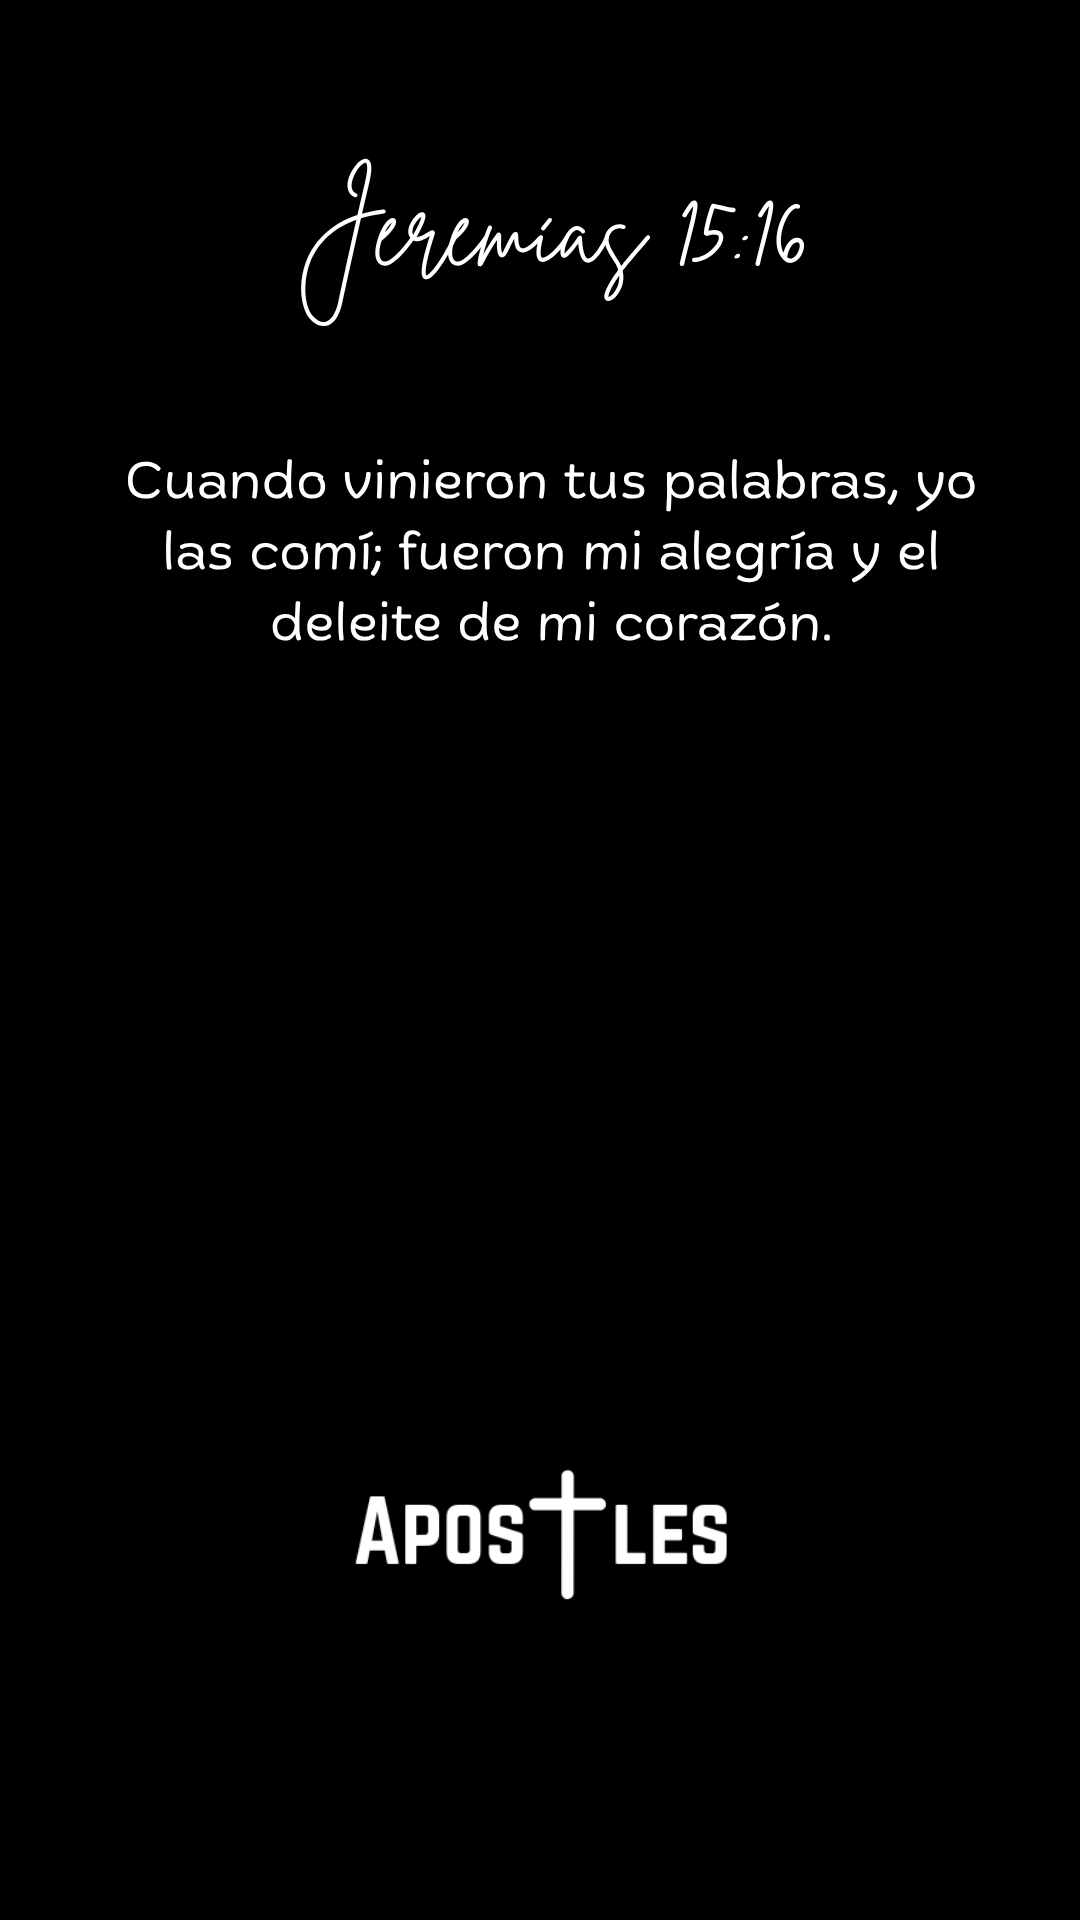 Jeremías 15:16
Cuando vinieron tus palabras, yo
las comí; fueron mi alegría y el
deleite de mi corazón.
APOSTLES